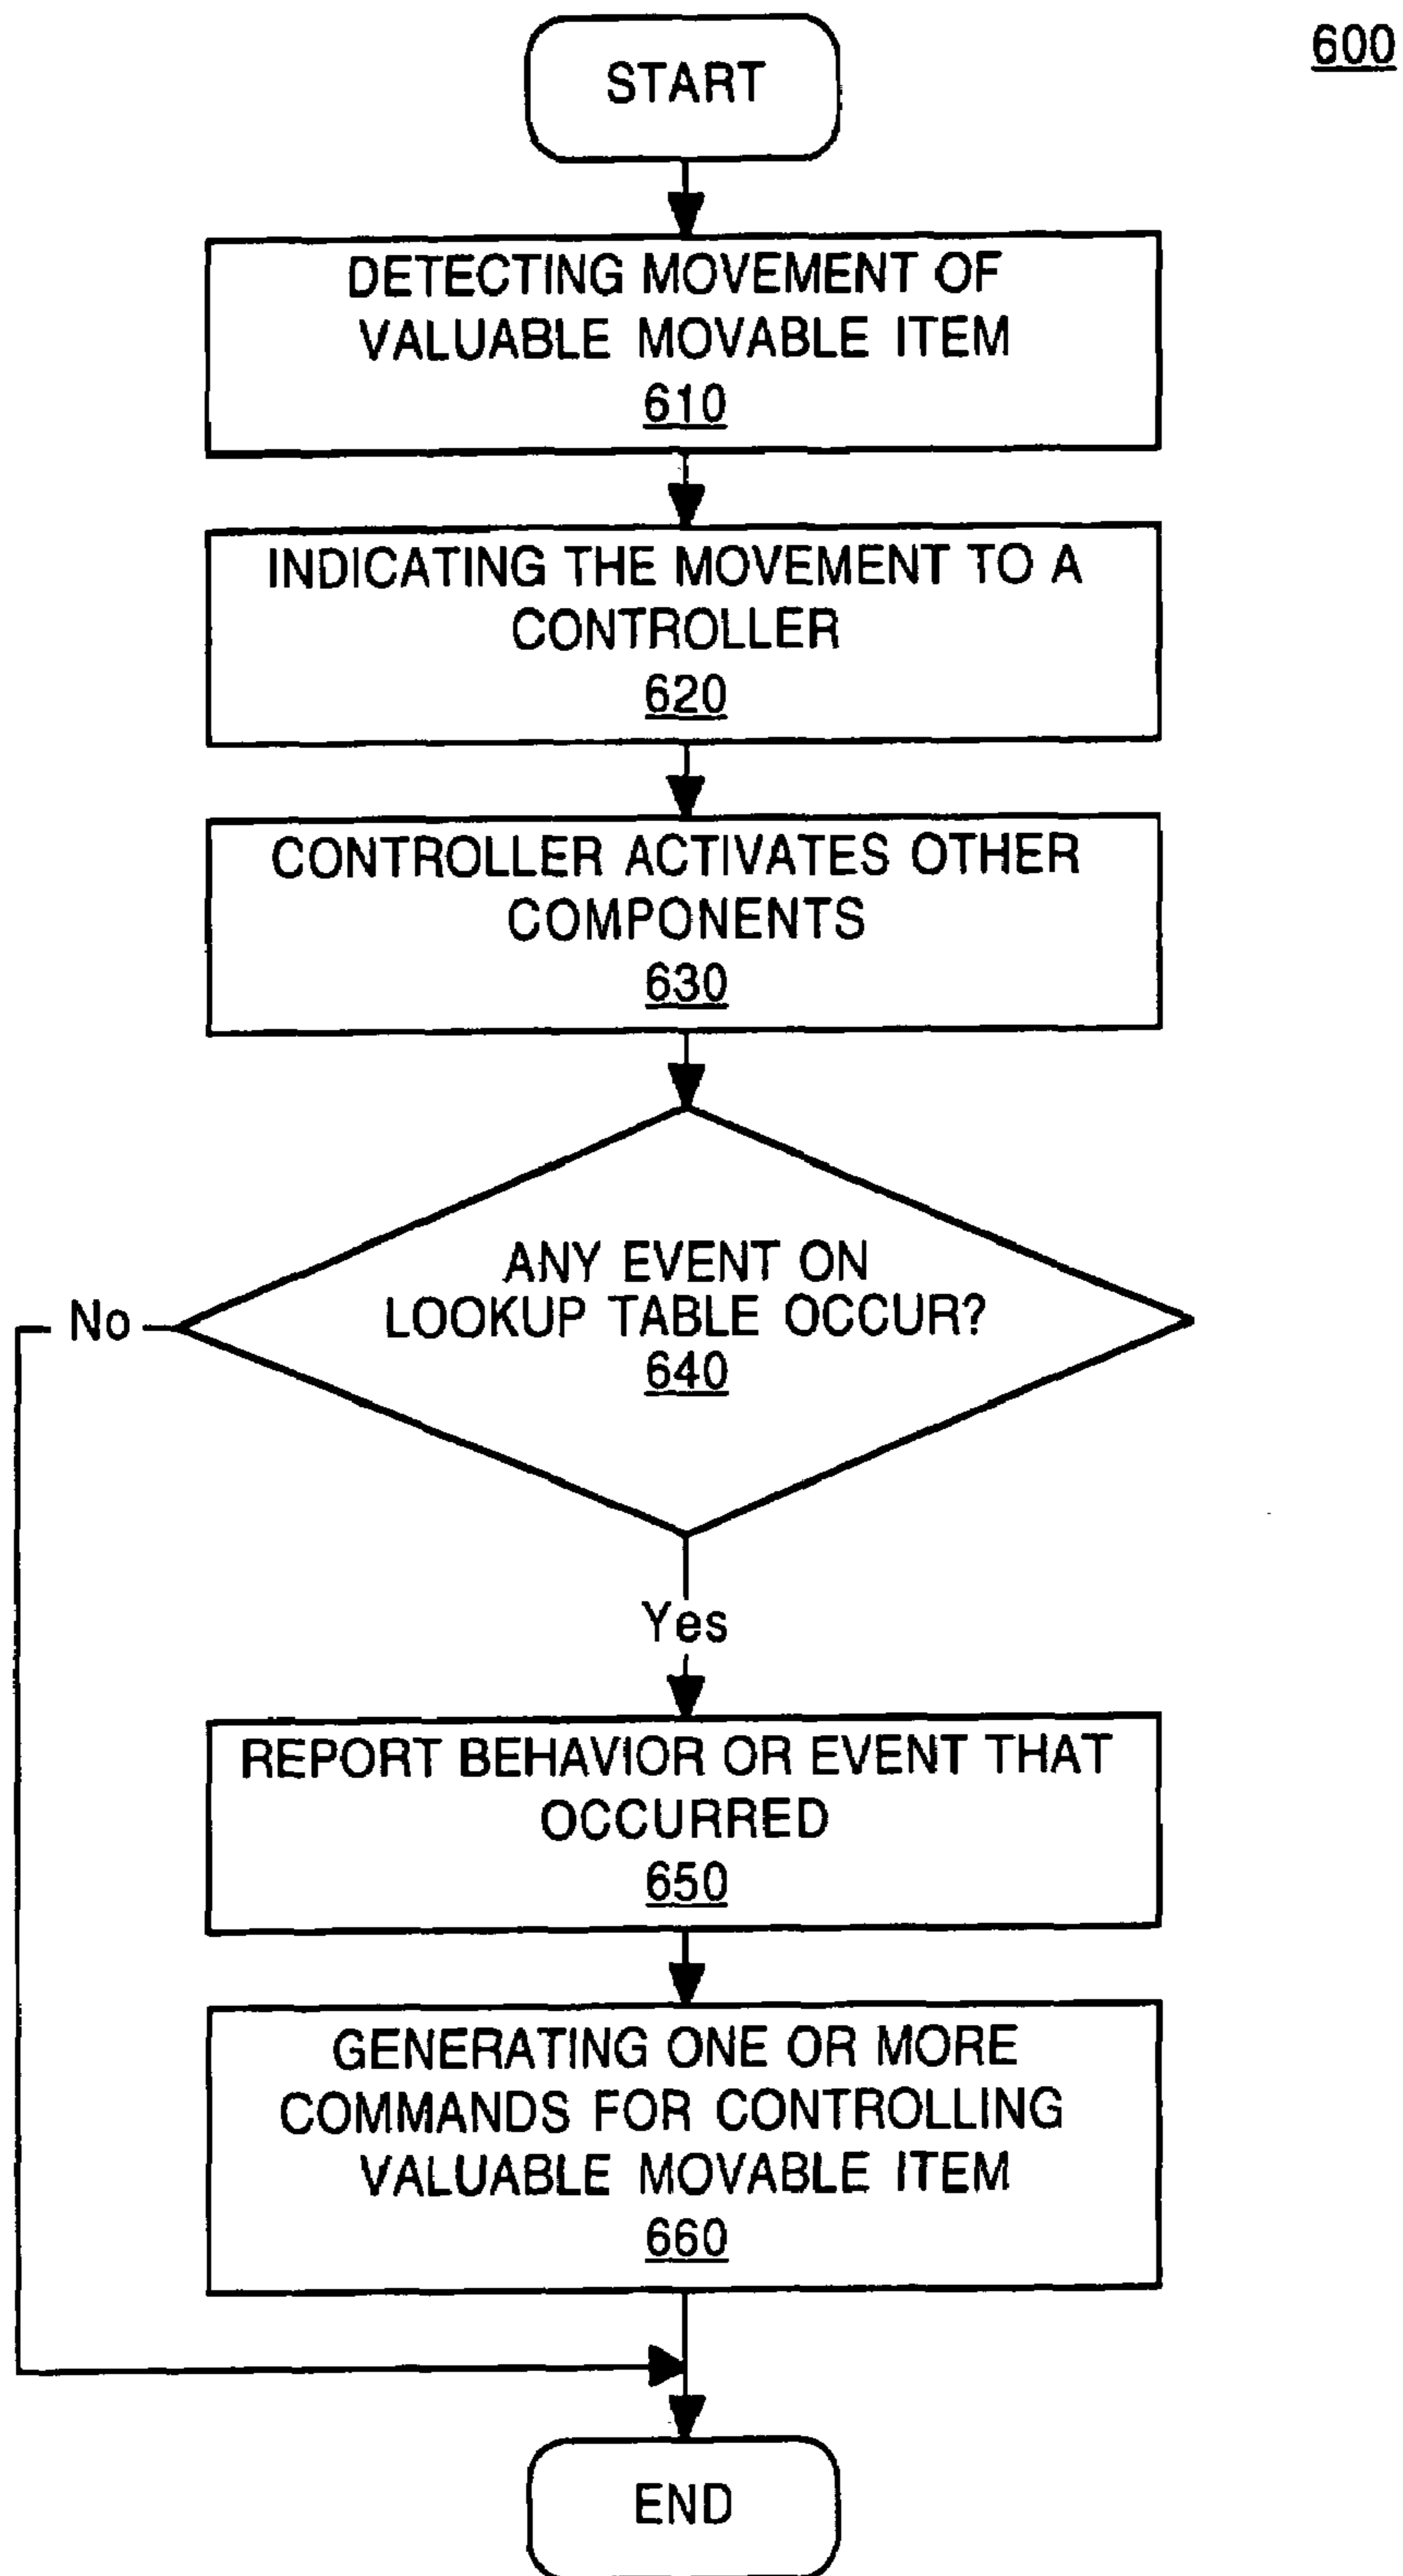 600
START
DETECTING MOVEMENT OF
VALUABLE MOVABLE ITEM
610
INDICATING THE MOVEMENT TO A
CONTROLLER
620
CONTROLLER ACTIVATES OTHER
COMPONENTS
630
ANY EVENT ON
LOOKUP TABLE OCCUR?
640
No
Yes
REPORT BEHAVIOR OR EVENT THAT
OCCURRED
650
GENERATING ONE OR MORE
COMMANDS FOR CONTROLLING
VALUABLE MOVABLE ITEM
660
END